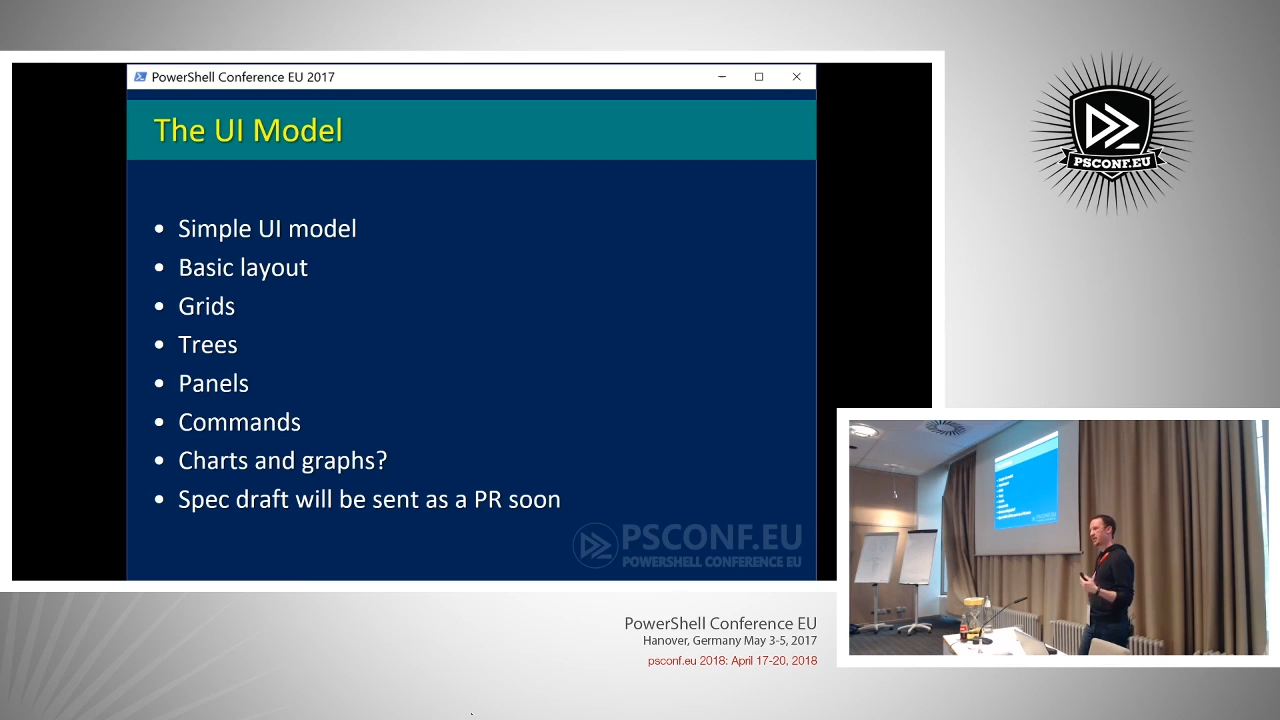 PowerShell Conference EU 2017
The UI Model
• Simple UI model
• Basic layout
• Grids
• Trees
• Panels
• Commands
• Charts and graphs?
• Spec draft will be sent as a PR soon
PSCONF.EU
POWERSHELL CONFERENCE EU
PSCONF.EU
PowerShell Conference EU
Hanover, Germany May 3-5, 2017
psconf.eu 2018: April 17-20, 2018